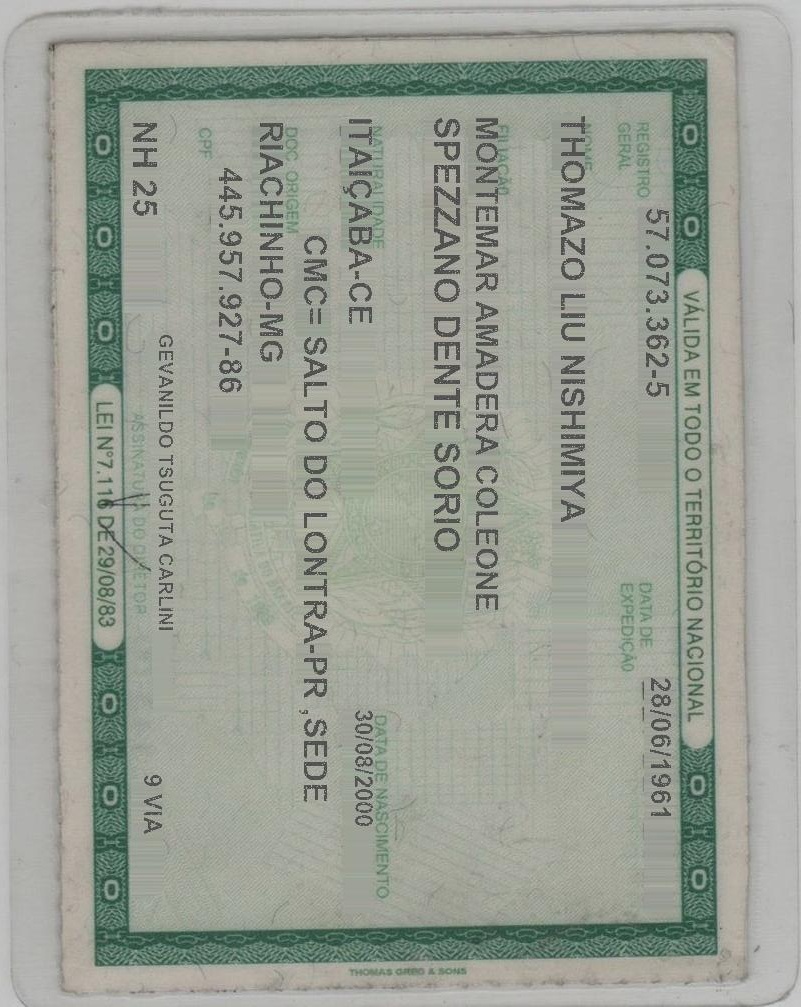 VÁLIDA EM TODO O TERRITÓRIO NACIONAL
REGISTRO GERAL 57.073.362-5 DATA DE EXPEDIÇÃO 28/06/1961
NOME
THOMAZO LIU NISHIMIYA
FILIAÇÃO
MONTEMAR AMADERA COLEONE
SPEZZANO DENTE SORIO
NATURALIDADE DATA DE NASCIMENTO
ITAIÇABA-CE 30/08/2000
DOC. ORIGEM CMC= SALTO DO LONTRA-PR ,SEDE
RIACHINHO-MG
CPF 445.957.927-86
NH 25 GEVANILDO TSUGUTA CARLINI 9 VIA
ASSINATURA DO DIRETOR
LEI Nº7.116 DE 29/08/83
THOMAS GREG & SONS